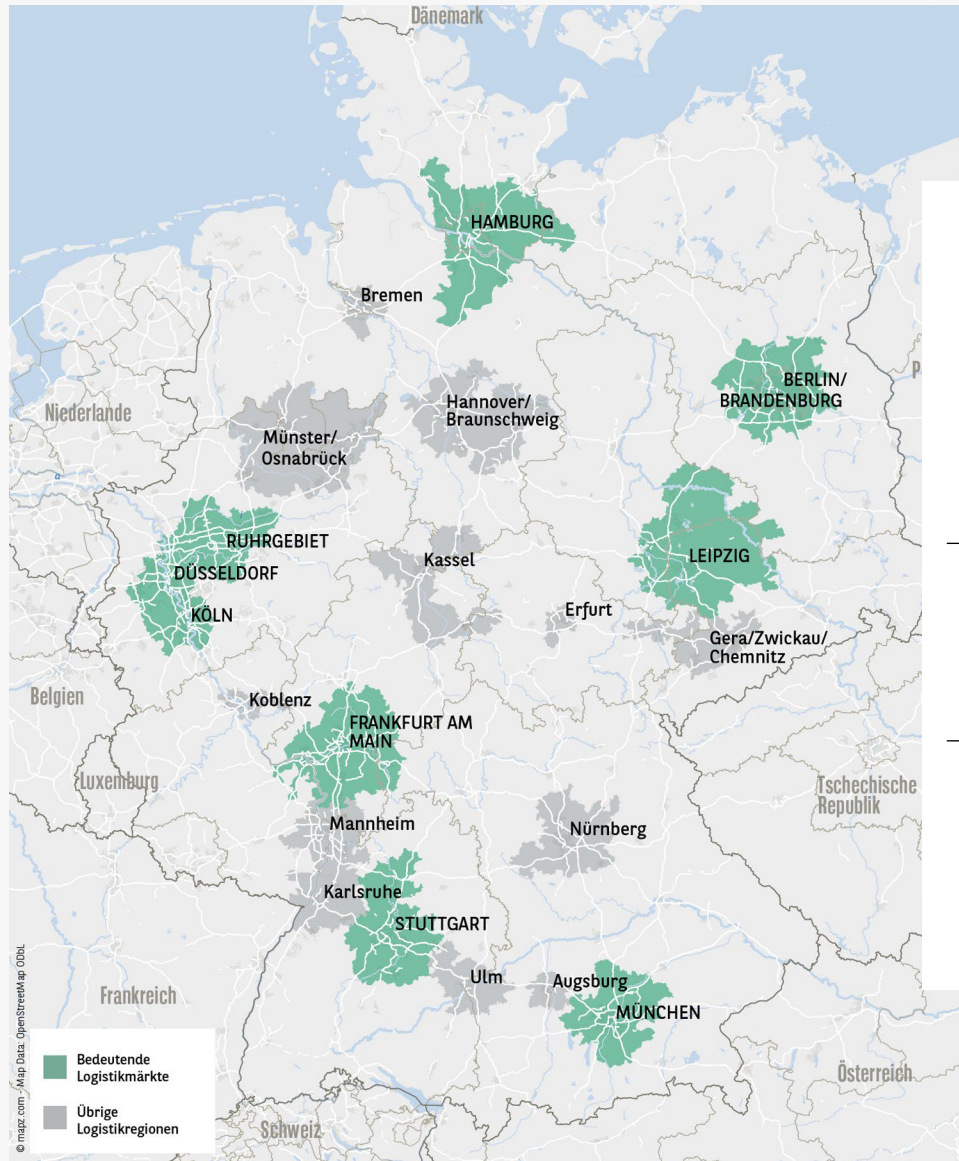 Dänemark
HAMBURG
Bremen
BERLIN/
BRANDENBURG
P
Niederlande
Hannover/
Braunschweig
Münster/
Osnabrück
RUHRGEBIET
DÜSSELDORF
KÖLN
Kassel
LEIPZIG
Erfurt
Gera/Zwickau/
Chemnitz
Belgien
Koblenz
FRANKFURT AM
MAIN
Luxemburg
Tschechische
Republik
Mannheim
Nürnberg
Karlsruhe
STUTTGART
Ulm
Augsburg
MÜNCHEN
Frankreich
Österreich
Schweiz
Bedeutende
Logistikmärkte
Übrige
Logistikregionen
© mapz.com - Map Data: OpenStreetMap ODbL